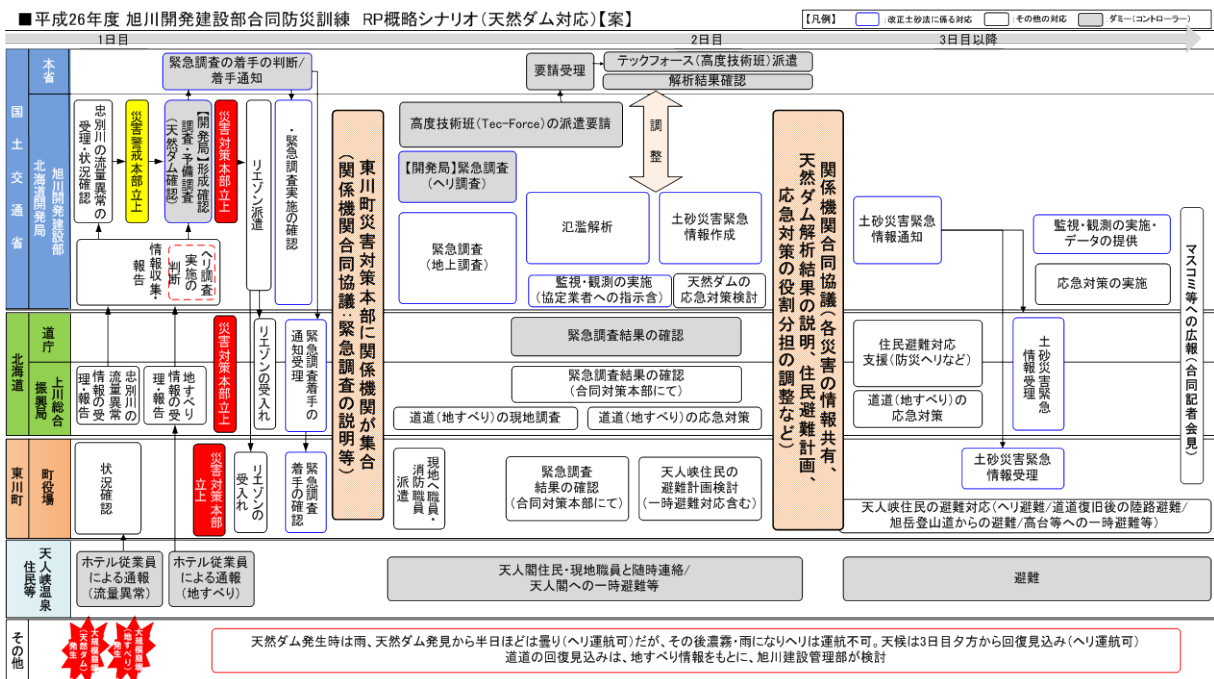 ■平成26年度 旭川開発建設部合同防災訓練 RP概略シナリオ(天然ダム対応)【案】
【凡例】
:改正土砂法に係る対応
:その他の対応
:ダミー(コントローラー)
1日目
2日目
3日目以降
国土交通省
本省
北海道開発局
旭川開発建設部
緊急調査の着手の判断/
着手通知
要請受理
テックフォース(高度技術班)派遣
解析結果確認
忠別川の流量異常の
受理・状況確認
災害警戒本部立上
【開発局】形成確認
調査・予備調査
(天然ダム確認)
災害対策本部立上
リエゾン派遣
・緊急調査実施の確認
情報収集・
報告
ヘリ調査
実施の
判断
東川町災害対策本部に関係機関が集合
(関係機関合同協議:緊急調査の説明等)
高度技術班(Tec-Force)の派遣要請
調整
【開発局】緊急調査
(ヘリ調査)
緊急調査
(地上調査)
氾濫解析
土砂災害緊急
情報作成
監視・観測の実施
(協定業者への指示含)
天然ダムの
応急対策検討
関係機関合同協議(各災害の情報共有、
天然ダム解析結果の説明、住民避難計画、
応急対策の役割分担の調整など)
土砂災害緊急
情報通知
監視・観測の実施・
データの提供
応急対策の実施
マスコミ等への広報(合同記者会見)
北海道
道庁
上川総合
振興局
忠別川の
流量異常
情報の受
理・報告
地すべり
情報の受
理・報告
災害対策本部立上
リエゾンの受入れ
緊急調査着手の
通知受理
緊急調査結果の確認
緊急調査結果の確認
(合同対策本部にて)
道道(地すべり)の現地調査
道道(地すべり)の応急対策
住民避難対応
支援(防災ヘリなど)
道道(地すべり)の
応急対策
土砂災害緊急
情報受理
東川町
町役場
状況確認
災害対策本部
立上
リエゾンの
受入れ
緊急調査
着手の確認
現地へ職員・
消防職員
派遣
緊急調査
結果の確認
(合同対策本部にて)
天人峡住民の
避難計画検討
(一時避難対応含む)
土砂災害緊急
情報受理
天人峡住民の避難対応(ヘリ避難/道道復旧後の陸路避難/
旭岳登山道からの避難/高台等への一時避難等)
天人峡温泉
住民等
ホテル従業員
による通報
(流量異常)
ホテル従業員
による通報
(地すべり)
天人閣住民・現地職員と随時連絡/
天人閣への一時避難等
避難
その他
大規模崩壊
(天然ダム)
発生
大規模崩壊
(地すべり)
発生
天然ダム発生時は雨、天然ダム発見から半日ほどは曇り(ヘリ運航可)だが、その後濃霧・雨になりヘリは運航不可。天候は3日目夕方から回復見込み(ヘリ運航可)
道道の回復見込みは、地すべり情報をもとに、旭川建設管理部が検討